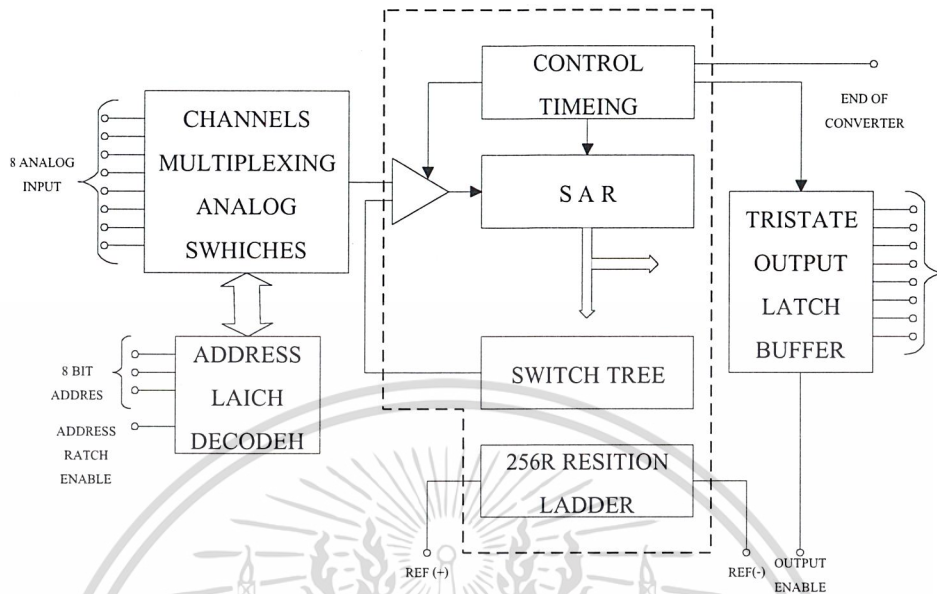 CONTROL
TIMEING
END OF
CONVERTER
CHANNELS
MULTIPLEXING
ANALOG
SWHICHES
8 ANALOG
INPUT
S A R
TRISTATE
OUTPUT
LATCH
BUFFER
ADDRESS
LAICH
DECODEH
8 BIT
ADDRES
ADDRESS
RATCH
ENABLE
SWITCH TREE
256R RESITION
LADDER
REF (+)
REF(-)
OUTPUT
ENABLE